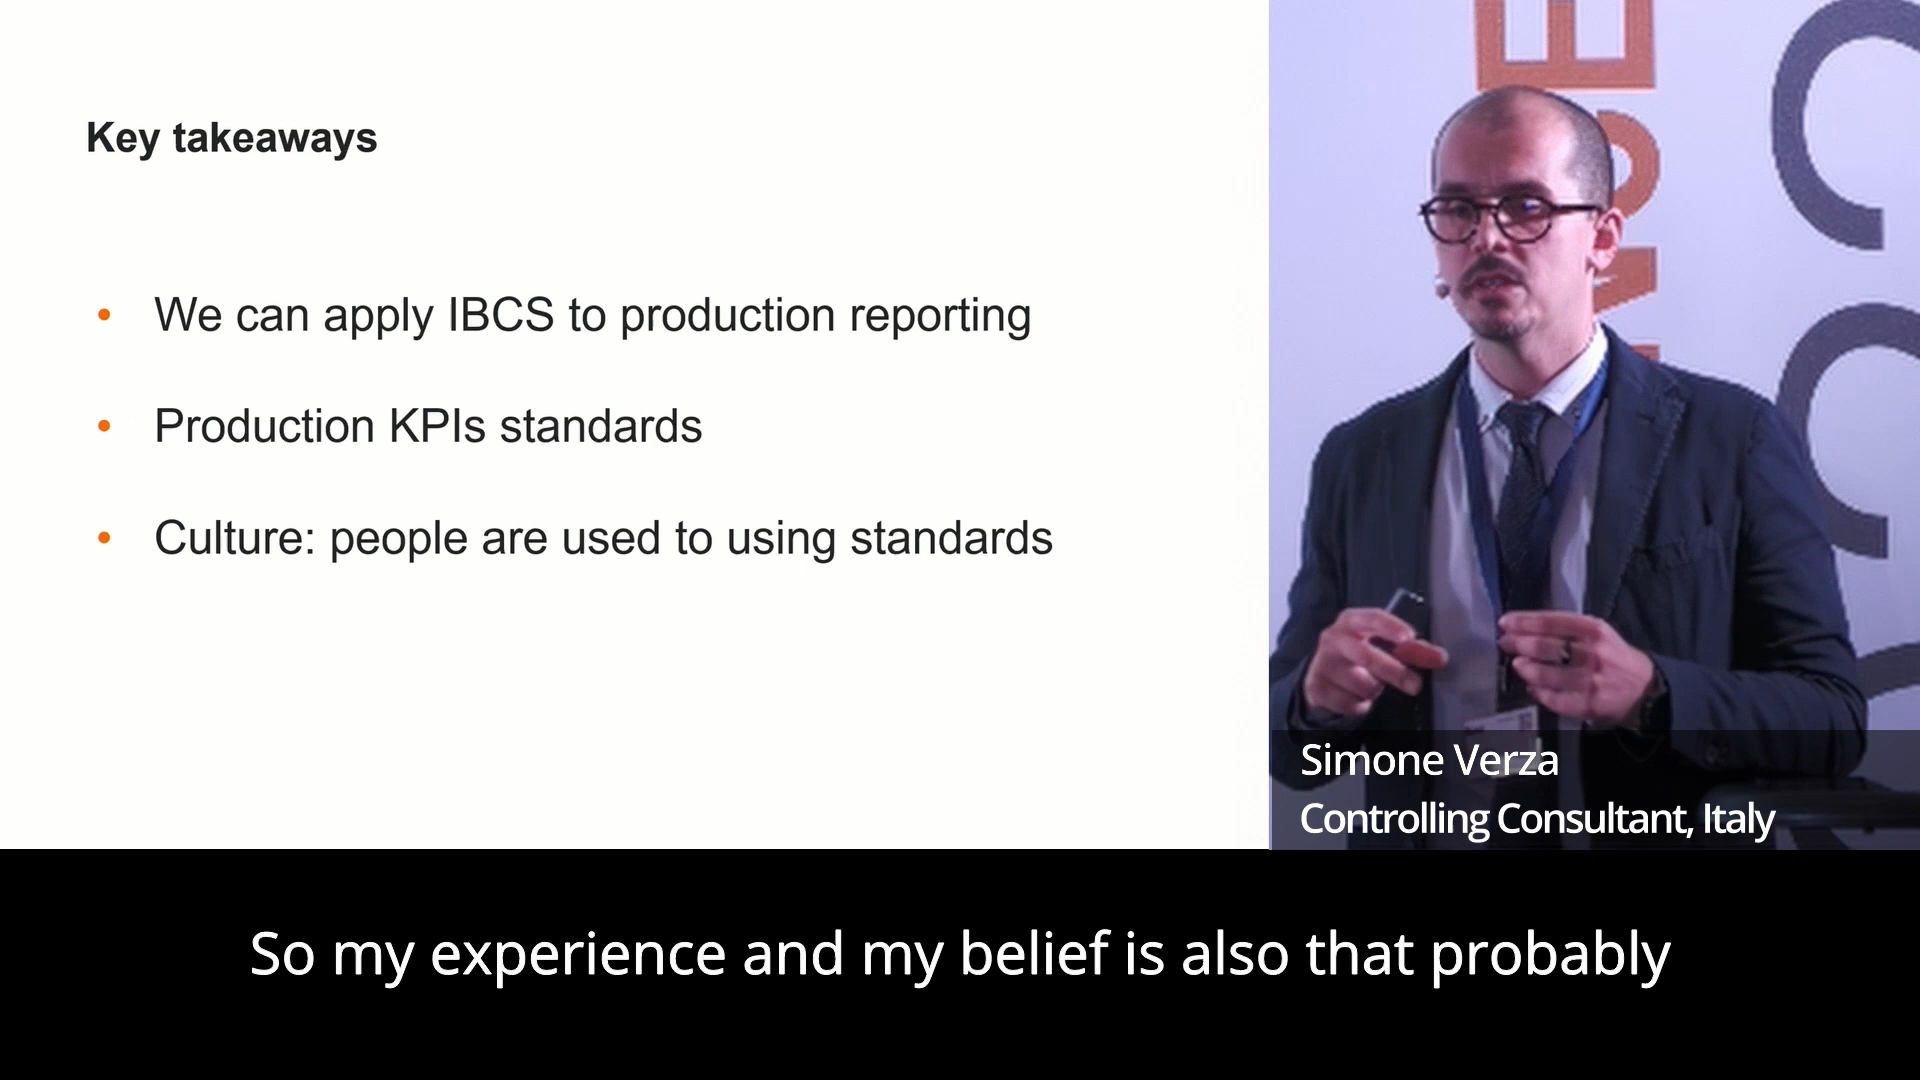 Key takeaways
• We can apply IBCS to production reporting
• Production KPIs standards
• Culture: people are used to using standards
Simone Verza
Controlling Consultant, Italy
So my experience and my belief is also that probably